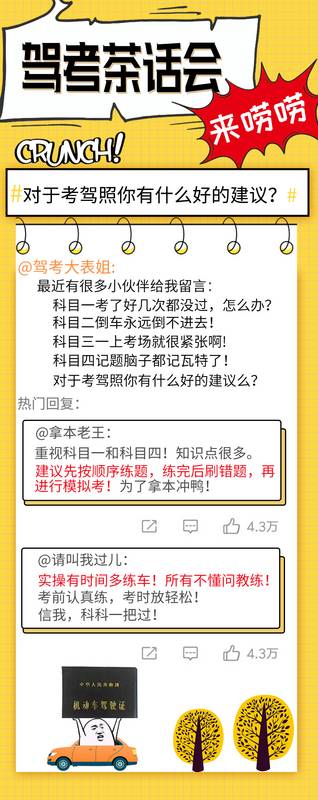 驾考茶话会
来唠唠
CRUNCH!
#对于考驾照你有什么好的建议？#
@驾考大表姐:
最近有很多小伙伴给我留言：
科目一考了好几次都没过，怎么办？
科目二倒车永远倒不进去！
科目三一上考场就很紧张啊!
科目四记题脑子都记瓦特了！
对于考驾照你有什么好的建议么？
热门回复：
@拿本老王：
重视科目一和科目四！知识点很多。
建议先按顺序练题，练完后刷错题，再
进行模拟考！为了拿本冲鸭！
4.3万
@请叫我过儿：
实操有时间多练车！所有不懂问教练！
考前认真练，考时放轻松！
信我，科科一把过！
4.3万
中华人民共和国
机动车驾驶证